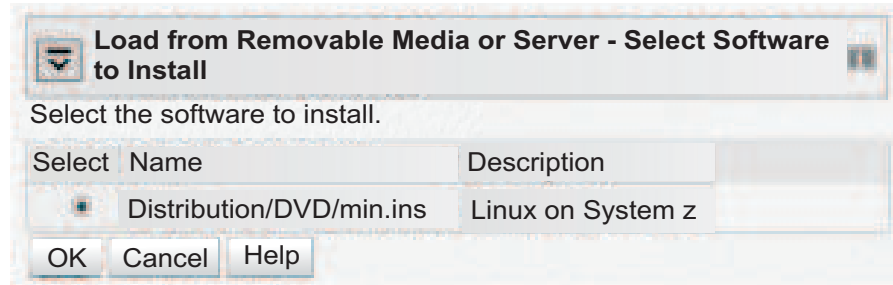 Load from Removable Media or Server - Select Software
to Install
Select the software to install.
Select Name Description
Distribution/DVD/min.ins Linux on System z
OK Cancel Help